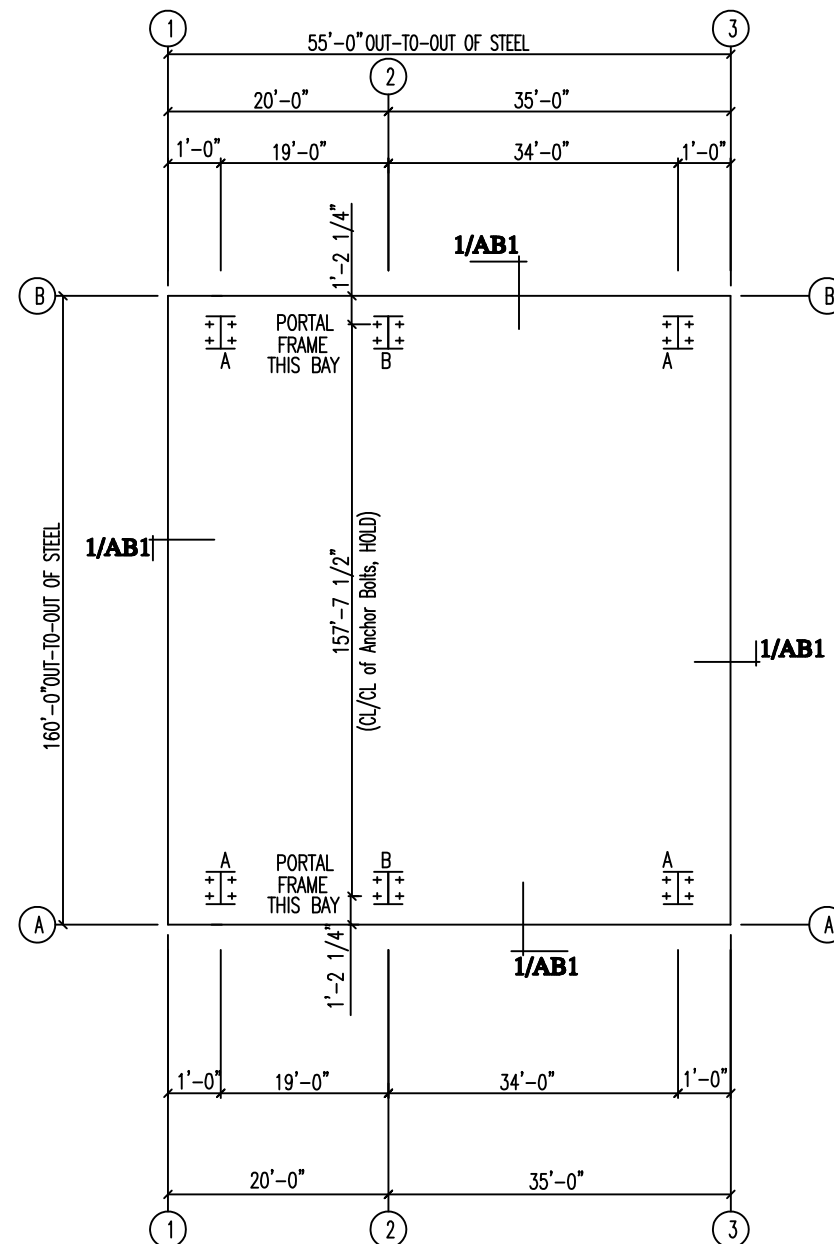 1
3
55'-0" OUT-TO-OUT OF STEEL
2
20'-0"
35'-0"
1'-0"
19'-0"
34'-0"
1'-0"
1'-2 1/4"
1/AB1
B
B
PORTAL
FRAME
THIS BAY
A
B
A
160'-0"OUT-TO-OUT OF STEEL
1/AB1
157'-7 1/2"
(CL/CL of Anchor Bolts, HOLD)
1/AB1
A
B
A
PORTAL
FRAME
THIS BAY
A
A
1'-2 1/4"
1/AB1
1'-0"
19'-0"
34'-0"
1'-0"
20'-0"
35'-0"
1
2
3